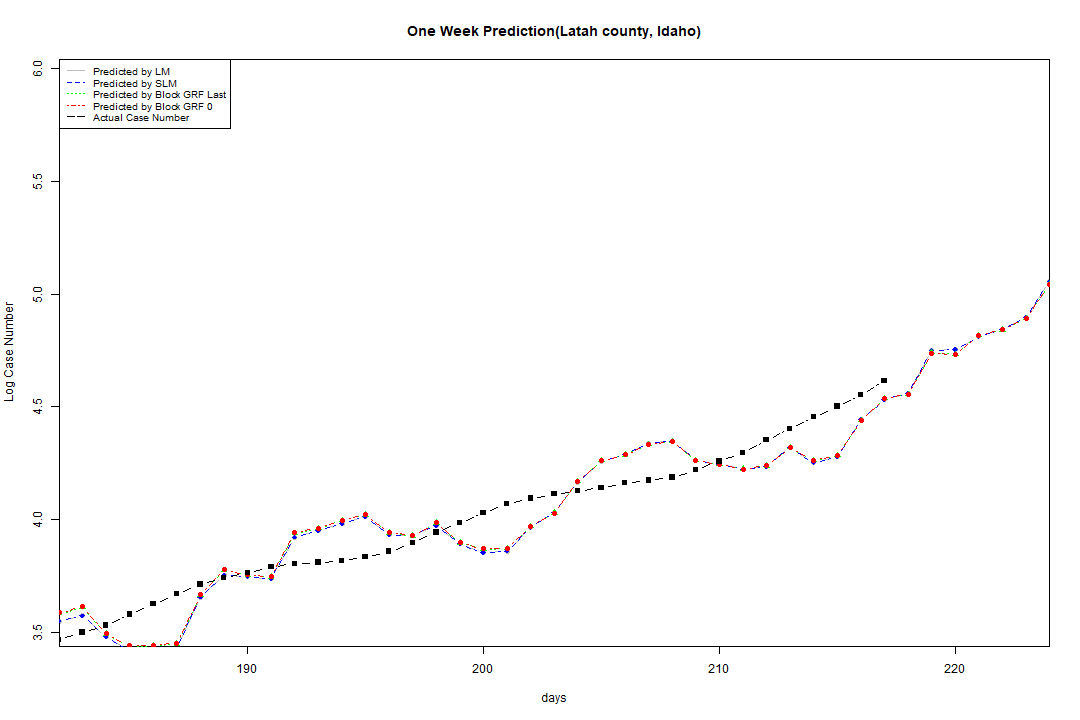 One Week Prediction(Latah county, Idaho)
Predicted by LM
Predicted by SLM
Predicted by Block GRF Last
Predicted by Block GRF 0
Actual Case Number
6.0
5.5
5.0
4.5
4.0
3.5
Log Case Number
190 200 210 220
days